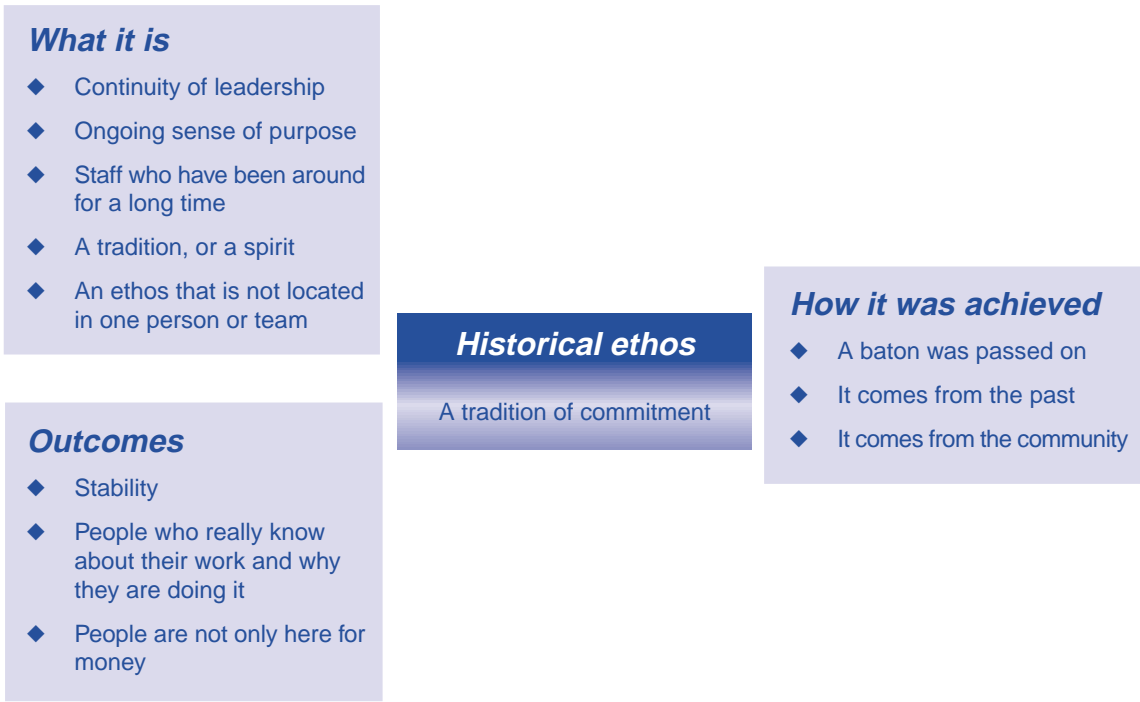 What it is
◆ Continuity of leadership
◆ Ongoing sense of purpose
◆ Staff who have been around
for a long time
◆ A tradition, or a spirit
◆ An ethos that is not located
in one person or team
Outcomes
◆ Stability
◆ People who really know
about their work and why
they are doing it
◆ People are not only here for
money
Historical ethos
A tradition of commitment
How it was achieved
◆ A baton was passed on
◆ It comes from the past
◆ It comes from the community